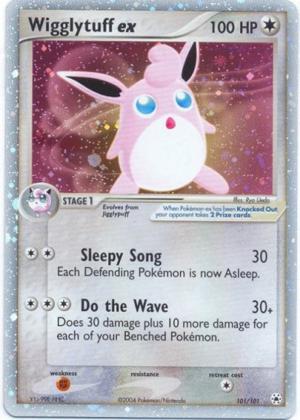 Wigglytuff ex 100 HP
Illus. Ryo Ueda
STAGE 1
Evolves from Jigglypuff
When Pokémon-ex has been Knocked Out
your opponent takes 2 Prize cards.
Sleepy Song 30
Each Defending Pokémon is now Asleep.
Do the Wave 30+
Does 30 damage plus 10 more damage for
each of your Benched Pokémon.
weakness resistance retreat cost
©2004 Pokémon/Nintendo 101/101